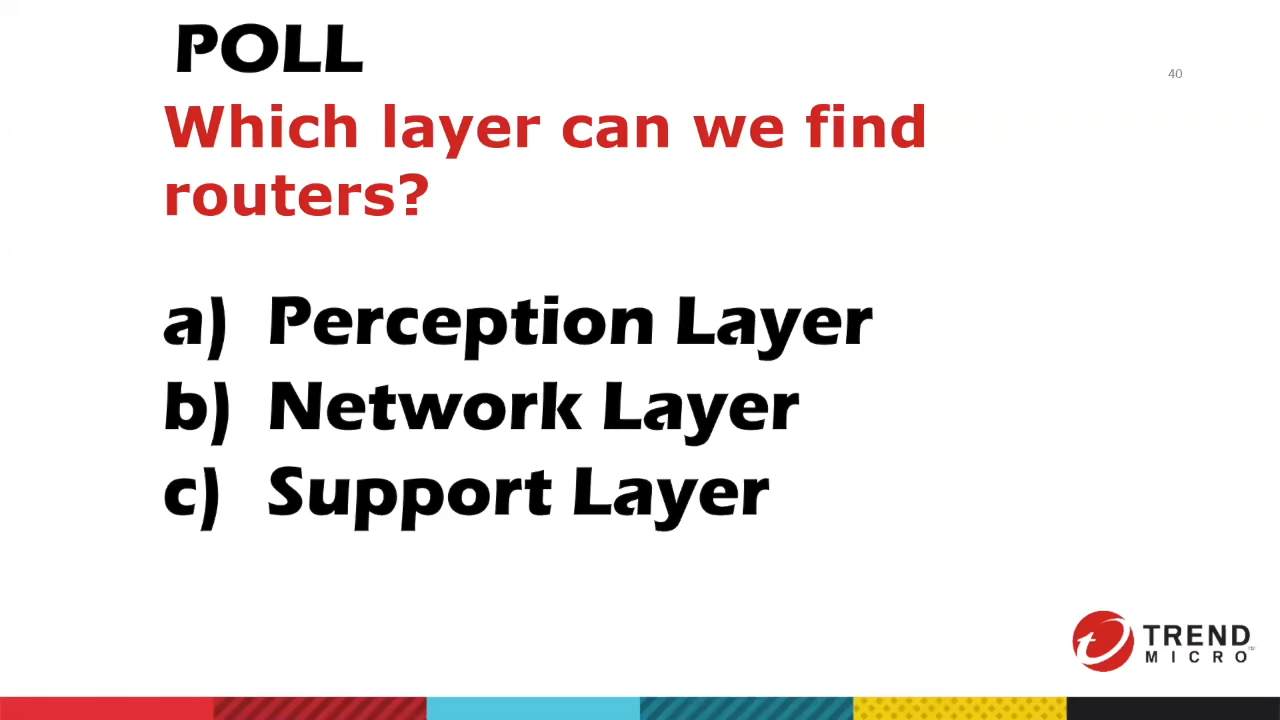 POLL
40
Which layer can we find
routers?
a) Perception Layer
b) Network Layer
c) Support Layer
TREND
MICRO